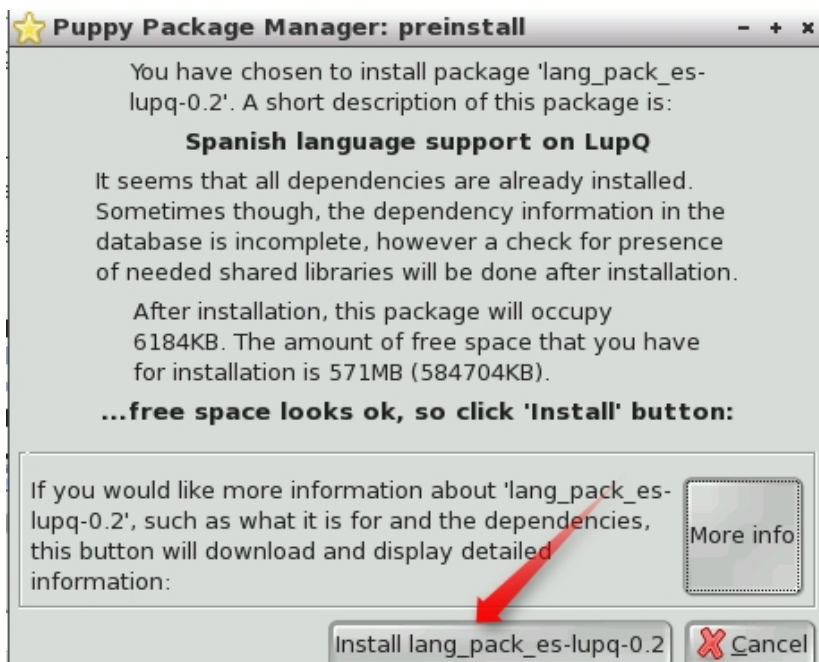 Puppy Package Manager: preinstall
You have chosen to install package 'lang_pack_es-
lupq-0.2'. A short description of this package is:
Spanish language support on LupQ
It seems that all dependencies are already installed.
Sometimes though, the dependency information in the
database is incomplete, however a check for presence
of needed shared libraries will be done after installation.
After installation, this package will occupy
6184KB. The amount of free space that you have
for installation is 571MB (584704KB).
...free space looks ok, so click 'Install' button:
If you would like more information about 'lang_pack_es-
lupq-0.2', such as what it is for and the dependencies,
this button will download and display detailed
information:
More info
Install lang_pack_es-lupq-0.2
Cancel